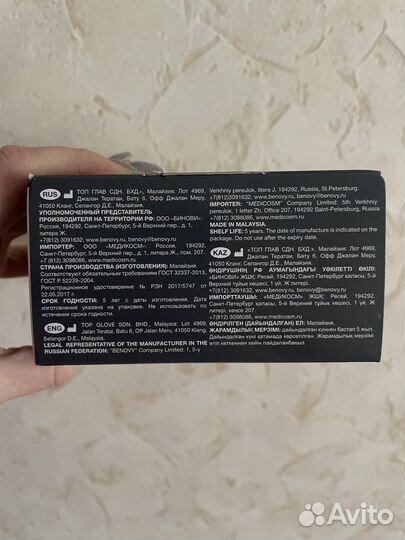 RUS ТОП ГЛАВ СДН. БХД., Малайзия: Лот 4969,
Джалан Тератаи, Бату 6, Офф Джалан Меру,
41050 Кланг, Селангор Д.Е., Малайзия.
УПОЛНОМОЧЕННЫЙ ПРЕДСТАВИТЕЛЬ
ПРОИЗВОДИТЕЛЯ НА ТЕРРИТОРИИ РФ: ООО «БИНОВИ»:
Россия, 194292, Санкт-Петербург, 5-й Верхний пер., д. 1,
литера Ж.
+7(812) 3091632, www.benovy.ru, benovy@benovy.ru
ИМПОРТЕР: ООО «МЕДИКОСМ»: Россия, 194292,
Санкт-Петербург, 5-й Верхний пер., д. 1, литера Ж, пом. 207.
+7 (812) 3098086, www.medicosm.ru
СТРАНА ПРОИЗВОДСТВА (ИЗГОТОВЛЕНИЯ): Малайзия.
Соответствуют обязательным требованиям ГОСТ 32337-2013,
ГОСТ Р 52239-2004.
Регистрационное удостоверение № РЗН 2017/5747 от
22.05.2017 г.
СРОК ГОДНОСТИ: 5 лет с даты изготовления. Дата
изготовления указана на упаковке. Не использовать по
истечении срока годности.
ENG TOP GLOVE SDN. BHD., Malaysia: Lot 4969,
Jalan Teratai, Batu 6, Off Jalan Meru, 41050 Klang,
Selangor D.E., Malaysia.
LEGAL REPRESENTATIVE OF THE MANUFACTURER IN THE
RUSSIAN FEDERATION: "BENOVY" Company Limited: 1, 5-y
Verkhniy pereulok, litera J, 194292, Russia, St.Petersburg.
+7(812) 3091632, www.benovy.ru, benovy@benovy.ru
IMPORTER: "MEDICOSM" Company Limited: 5th Verkhniy
pereulok, 1 letter Zh, Office 207, 194292 Saint-Petersburg, Russia
+7(812) 3098086, www.medicosm.ru
MADE IN MALAYSIA.
SHELF LIFE: 5 years. The date of manufacture is indicated on the
package. Do not use after the expiry date.
KAZ «ТОП ГЛАВ СДН. БХД.», Малайзия: Лот 4969,
Джалан Тератаи, Бату 6, Офф Джалан Меру,
41050 Кланг, Селангор Д.Е., Малайзия.
ӨНДІРУШІНІҢ РФ АУМАҒЫНДАҒЫ УӘКІЛЕТТІ ӨКІЛІ:
«БИНОВИ» ЖШҚ: Ресей, 194292, Санкт-Петербург қаласы, 5-й
Верхний тұйық көшесі, 1 үй, Ж литері.
+7(812) 3091632, www.benovy.ru, benovy@benovy.ru
ИМПОРТТАУШЫ: «МЕДИКОСМ» ЖШҚ; Ресей, 194292,
Санкт-Петербург қаласы, 5-й Верхний тұйық көшесі, 1 үй, Ж
литері, кеңсе 207
+7(812) 3098086, www.medicosm.ru
ӨНДІРІЛГЕН (ДАЙЫНДАЛҒАН) ЕЛ: Малайзия.
ЖАРАМДЫЛЫҚ МЕРЗІМІ: дайындалған күннен бастап 5 жыл.
Дайындалған күні қатамада көрсетілген. Жарамдылық мерзімі
өтіп кеткеннен кейін пайдаланбаңыз.
Avito